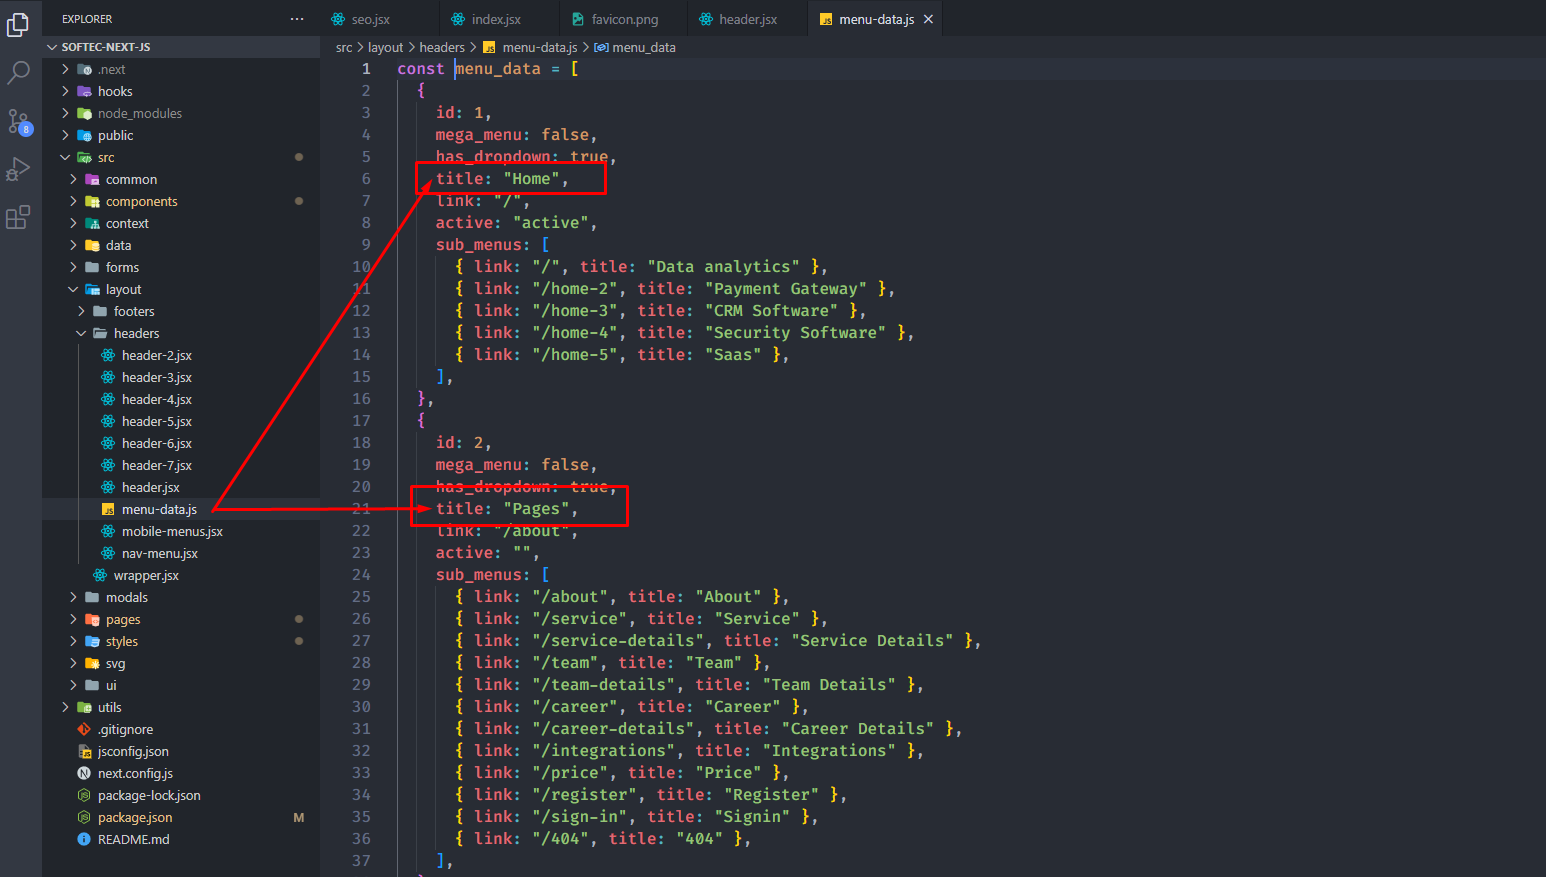 EXPLORER
seo.jsx
index.jsx
favicon.png
header.jsx
menu-data.js
SOFTEC-NEXT-JS
src > layout > headers > menu-data.js > menu_data
.next
hooks
node_modules
public
src
common
components
context
data
forms
layout
footers
headers
header-2.jsx
header-3.jsx
header-4.jsx
header-5.jsx
header-6.jsx
header-7.jsx
header.jsx
menu-data.js
mobile-menus.jsx
nav-menu.jsx
wrapper.jsx
modals
pages
styles
svg
ui
utils
.gitignore
jsconfig.json
next.config.js
package-lock.json
package.json M
README.md
8
1 const menu_data = [
2 {
3 id: 1,
4 mega_menu: false,
5 has_dropdown: true,
6 title: "Home",
7 link: "/",
8 active: "active",
9 sub_menus: [
10 { link: "/", title: "Data analytics" },
11 { link: "/home-2", title: "Payment Gateway" },
12 { link: "/home-3", title: "CRM Software" },
13 { link: "/home-4", title: "Security Software" },
14 { link: "/home-5", title: "Saas" },
15 ],
16 },
17 {
18 id: 2,
19 mega_menu: false,
20 has_dropdown: true,
21 title: "Pages",
22 link: "/about",
23 active: "",
24 sub_menus: [
25 { link: "/about", title: "About" },
26 { link: "/service", title: "Service" },
27 { link: "/service-details", title: "Service Details" },
28 { link: "/team", title: "Team" },
29 { link: "/team-details", title: "Team Details" },
30 { link: "/career", title: "Career" },
31 { link: "/career-details", title: "Career Details" },
32 { link: "/integrations", title: "Integrations" },
33 { link: "/price", title: "Price" },
34 { link: "/register", title: "Register" },
35 { link: "/sign-in", title: "Signin" },
36 { link: "/404", title: "404" },
37 ],